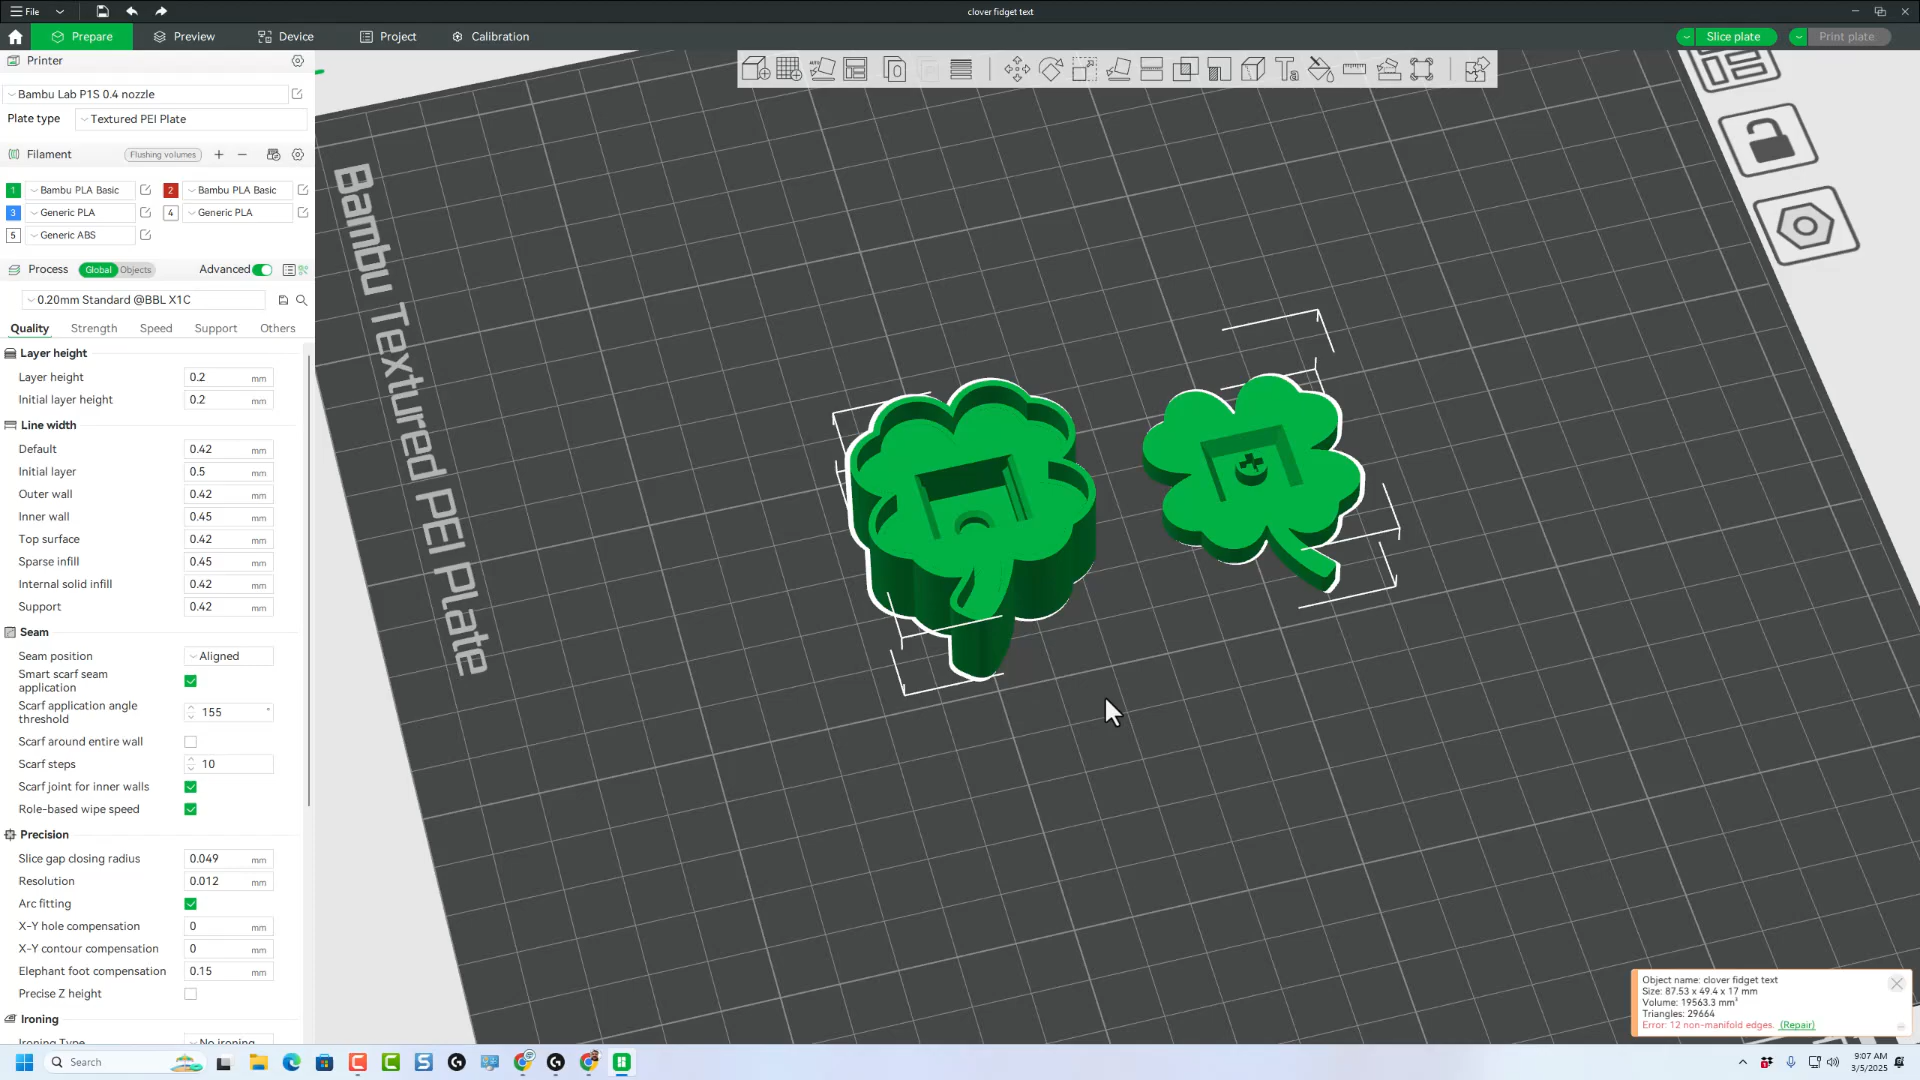 File
clover fidget text
Prepare
Preview
Device
Project
Calibration
Slice plate
Print plate
Printer
Bambu Lab P1S 0.4 nozzle
Plate type
Textured PEI Plate
Filament
Flushing volumes
1 Bambu PLA Basic
2 Bambu PLA Basic
3 Generic PLA
4 Generic PLA
5 Generic ABS
Process
Global
Objects
Advanced
0.20mm Standard @BBL X1C
Quality
Strength
Speed
Support
Others
Layer height
Layer height 0.2 mm
Initial layer height 0.2 mm
Line width
Default 0.42 mm
Initial layer 0.5 mm
Outer wall 0.42 mm
Inner wall 0.45 mm
Top surface 0.42 mm
Sparse infill 0.45 mm
Internal solid infill 0.42 mm
Support 0.42 mm
Seam
Seam position Aligned
Smart scarf seam
application
Scarf application angle
threshold 155 °
Scarf around entire wall
Scarf steps 10
Scarf joint for inner walls
Role-based wipe speed
Precision
Slice gap closing radius 0.049 mm
Resolution 0.012 mm
Arc fitting
X-Y hole compensation 0 mm
X-Y contour compensation 0 mm
Elephant foot compensation 0.15 mm
Precise Z height
Ironing
Ironing Type No ironing
Bambu Textured PEI Plate
Object name: clover fidget text
Size: 87.53 x 49.4 x 17 mm
Volume: 19563.3 mm³
Triangles: 29664
Error: 12 non-manifold edges. (Repair)
Search
9:07 AM
3/5/2025